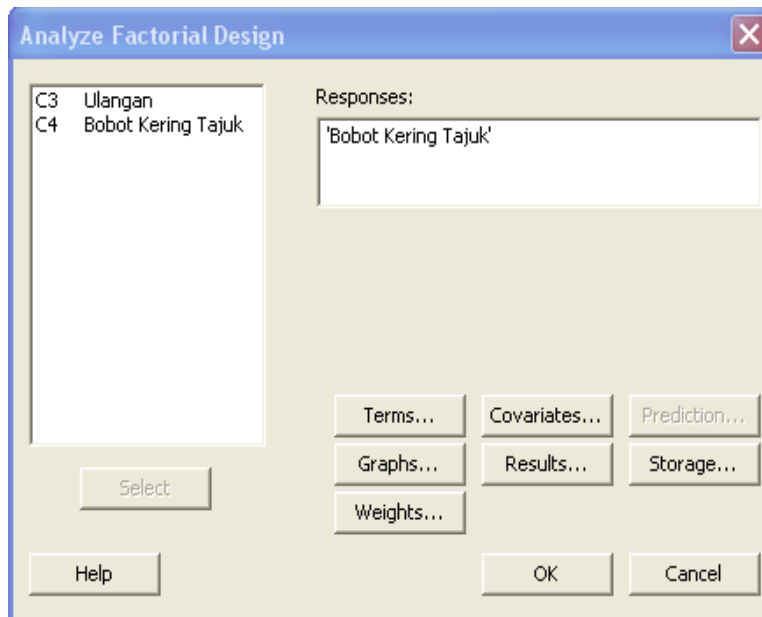 Analyze Factorial Design
C3 Ulangan
C4 Bobot Kering Tajuk
Responses:
'Bobot Kering Tajuk'
Terms... Covariates... Prediction...
Graphs... Results... Storage...
Select
Weights...
Help OK Cancel